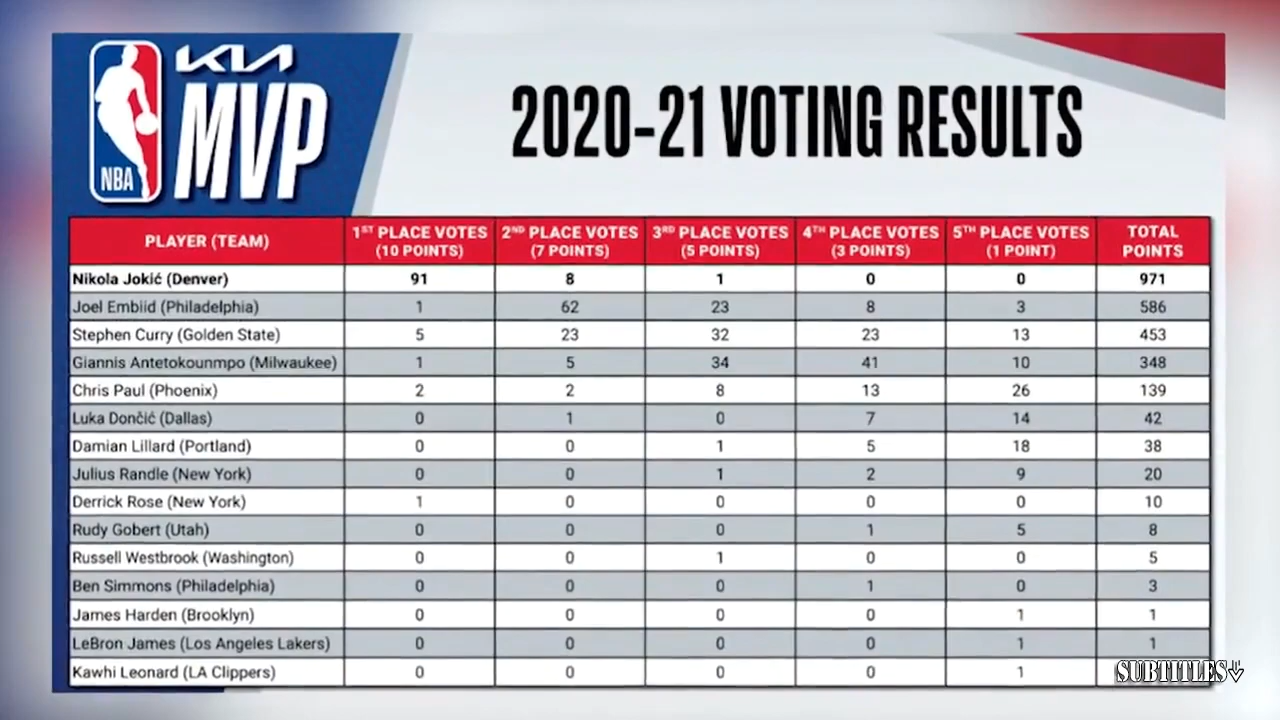 KIA
MVP
NBA
2020-21 VOTING RESULTS
PLAYER (TEAM) 1ST PLACE VOTES (10 POINTS) 2ND PLACE VOTES (7 POINTS) 3RD PLACE VOTES (5 POINTS) 4TH PLACE VOTES (3 POINTS) 5TH PLACE VOTES (1 POINT) TOTAL POINTS
Nikola Jokić (Denver) 91 8 1 0 0 971
Joel Embiid (Philadelphia) 1 62 23 8 3 586
Stephen Curry (Golden State) 5 23 32 23 13 453
Giannis Antetokounmpo (Milwaukee) 1 5 34 41 10 348
Chris Paul (Phoenix) 2 2 8 13 26 139
Luka Dončić (Dallas) 0 1 0 7 14 42
Damian Lillard (Portland) 0 0 1 5 18 38
Julius Randle (New York) 0 0 1 2 9 20
Derrick Rose (New York) 1 0 0 0 0 10
Rudy Gobert (Utah) 0 0 0 1 5 8
Russell Westbrook (Washington) 0 0 1 0 0 5
Ben Simmons (Philadelphia) 0 0 0 1 0 3
James Harden (Brooklyn) 0 0 0 0 1 1
LeBron James (Los Angeles Lakers) 0 0 0 0 1 1
Kawhi Leonard (LA Clippers) 0 0 0 0 1
SUBTITLES